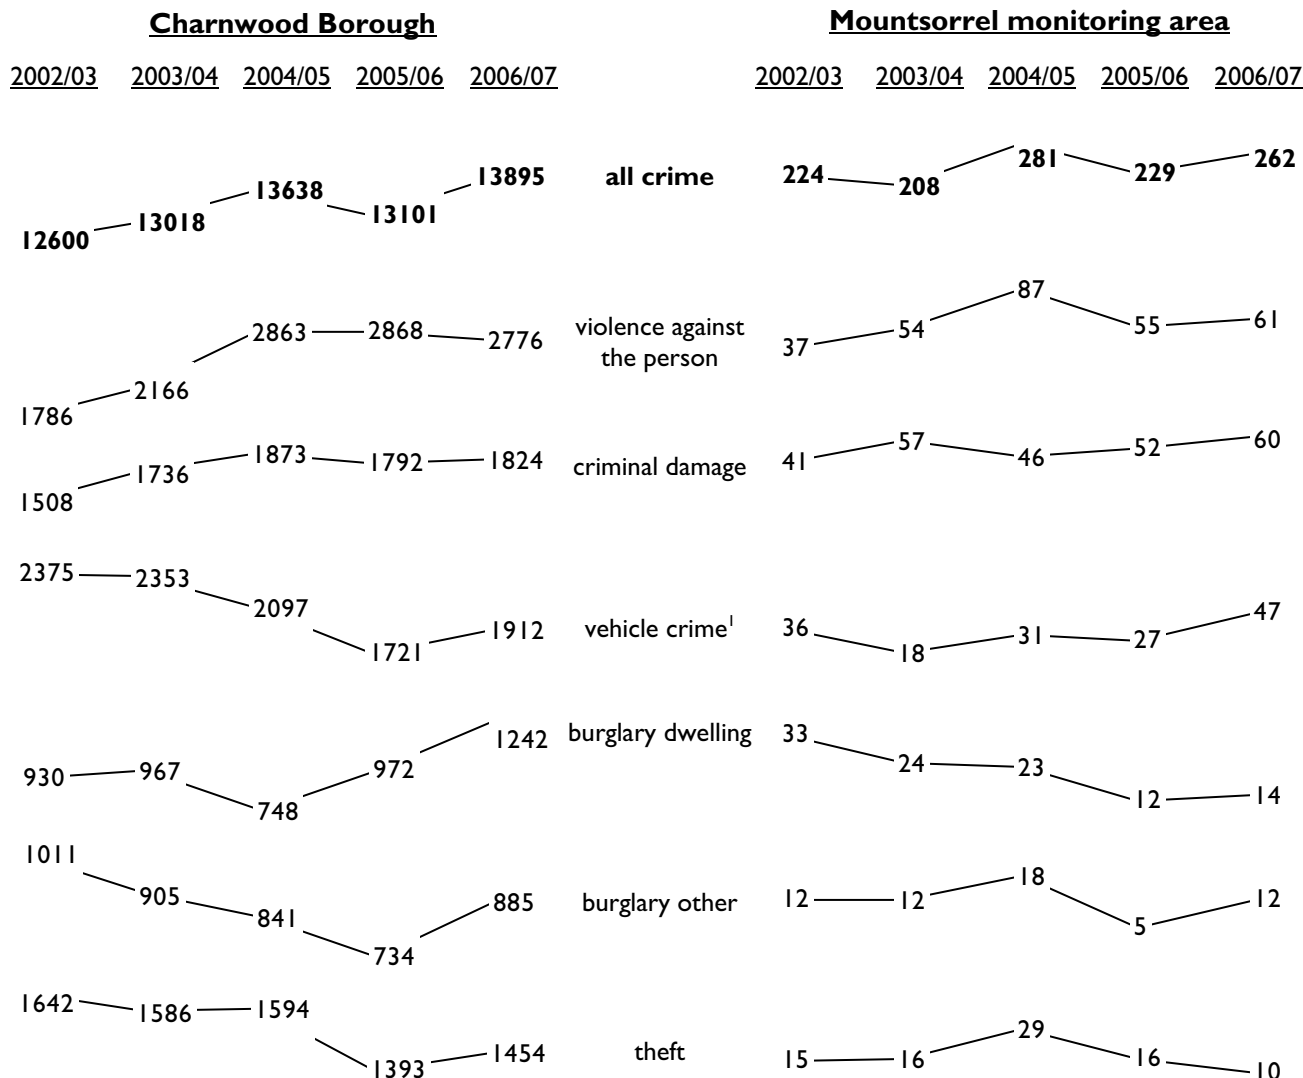 Charnwood Borough Mountsorrel monitoring area
2002/03 2003/04 2004/05 2005/06 2006/07 2002/03 2003/04 2004/05 2005/06 2006/07
12600 13018 13638 13101 13895 all crime 224 208 281 229 262
1786 2166 2863 2868 2776 violence against
the person 37 54 87 55 61
1508 1736 1873 1792 1824 criminal damage 41 57 46 52 60
2375 2353 2097 1721 1912 vehicle crime¹ 36 18 31 27 47
930 967 748 972 1242 burglary dwelling 33 24 23 12 14
1011 905 841 734 885 burglary other 12 12 18 5 12
1642 1586 1594 1393 1454 theft 15 16 29 16 10